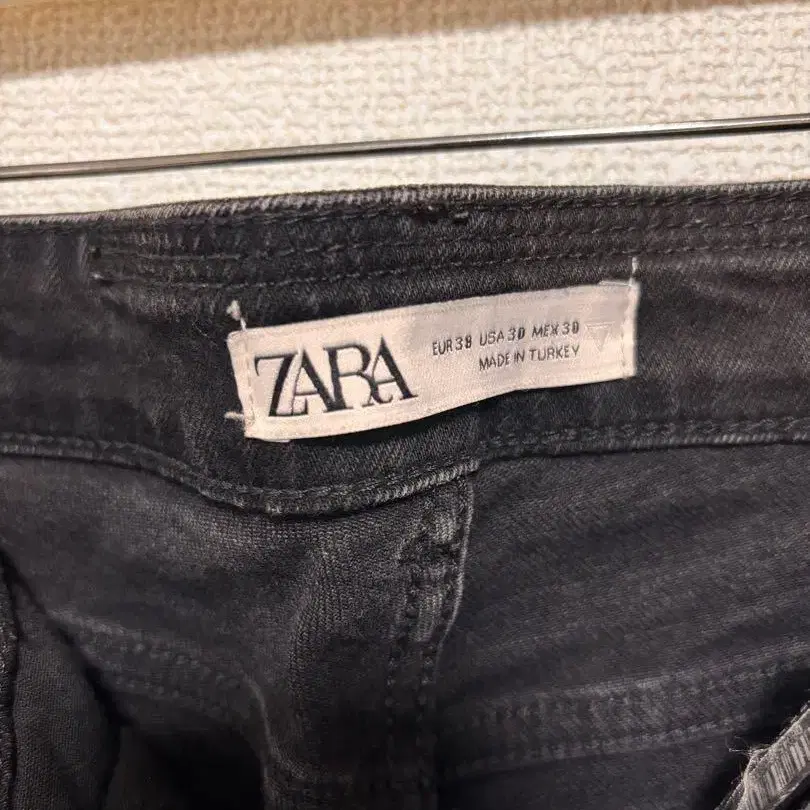 ZARA
EUR 38 USA 30 MEX 30
MADE IN TURKEY